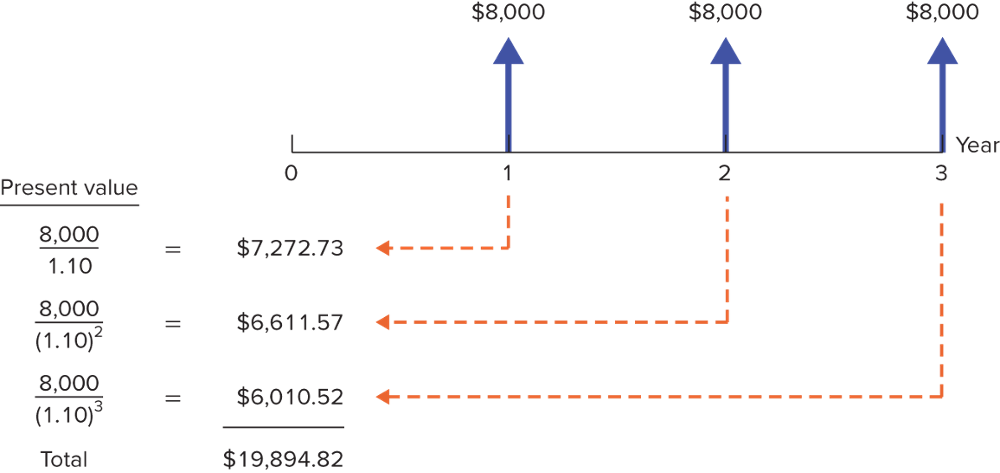 $8,000 $8,000 $8,000
Year
0 1 2 3
Present value
8,000
1.10
= $7,272.73
8,000
(1.10)²
= $6,611.57
8,000
(1.10)³
= $6,010.52
Total $19,894.82